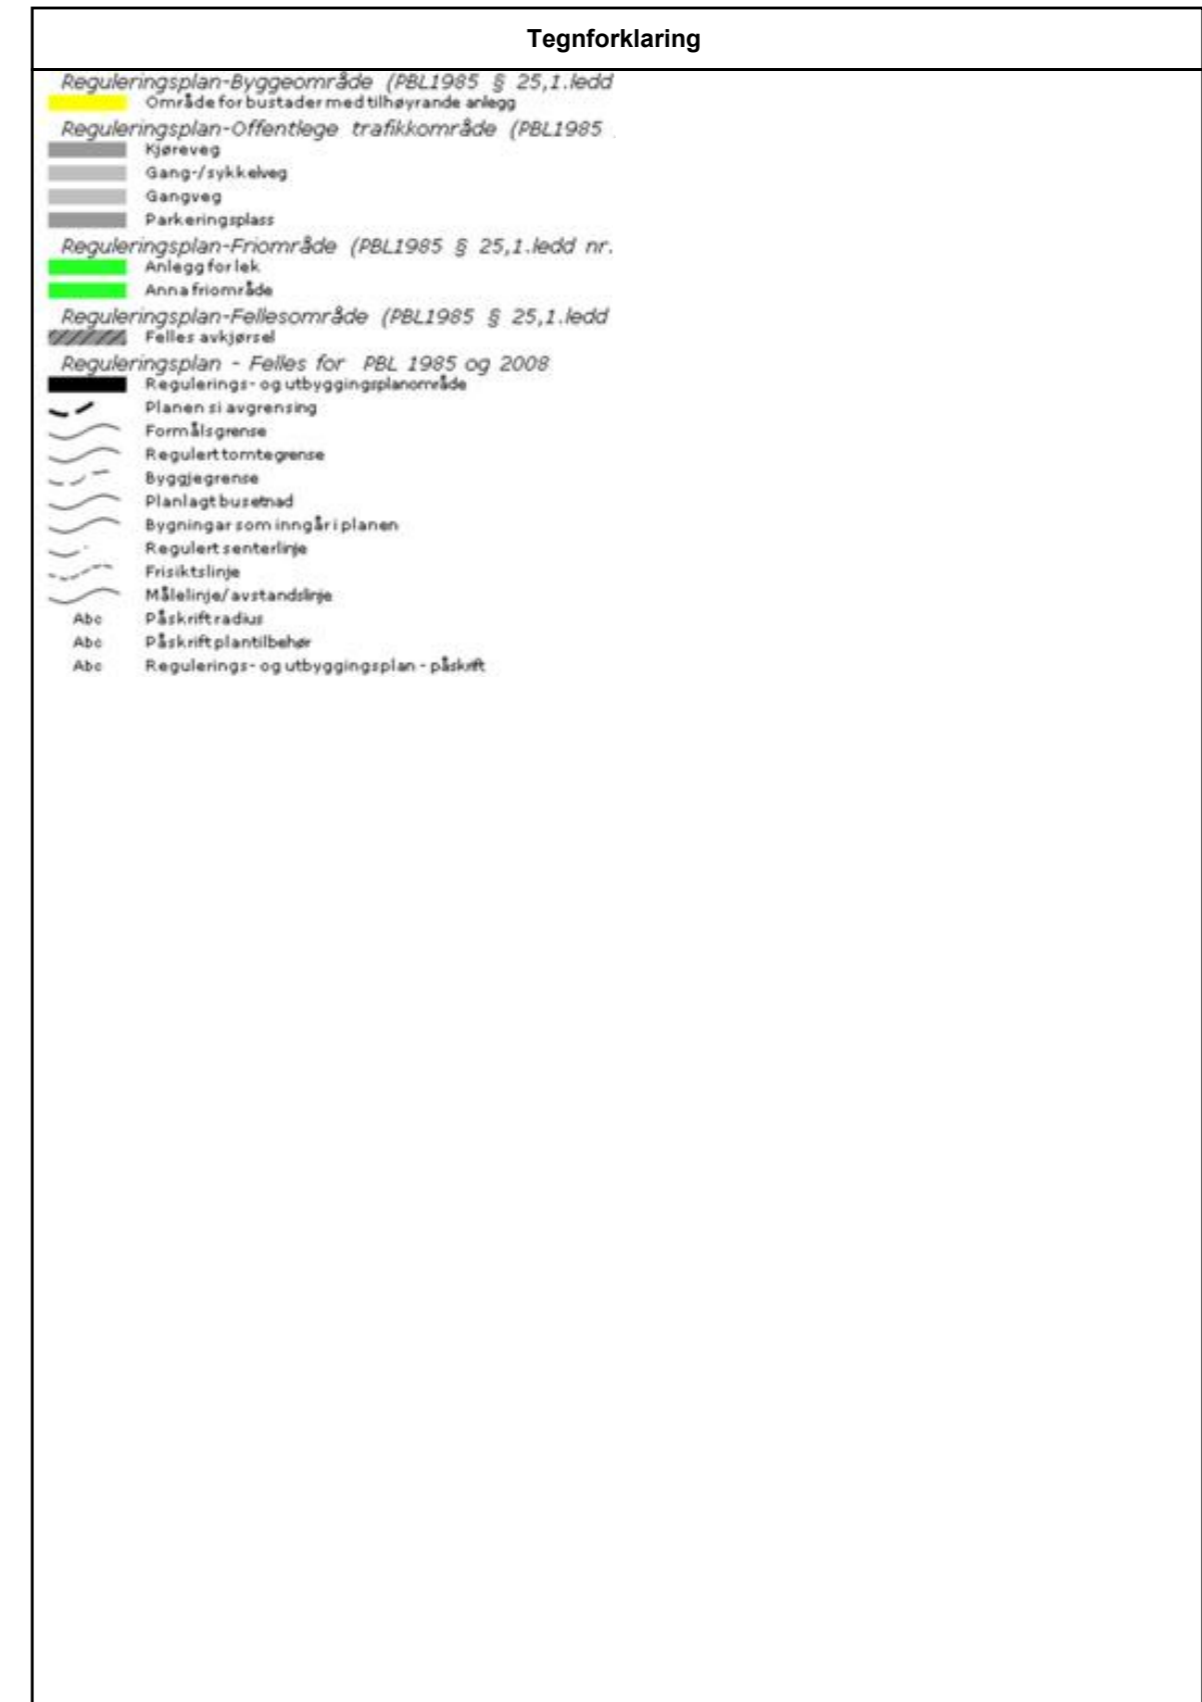 Tegnforklaring
Reguleringsplan-Byggeområde (PBL1985 § 25,1.ledd
Område for bustader med tilhøyrande anlegg
Reguleringsplan-Offentlege trafikkområde (PBL1985
Kjøreveg
Gang-/sykkelveg
Gangveg
Parkeringsplass
Reguleringsplan-Friområde (PBL1985 § 25,1.ledd nr.
Anlegg for lek
Anna friområde
Reguleringsplan-Fellesområde (PBL1985 § 25,1.ledd
Felles avkjørsel
Reguleringsplan - Felles for PBL 1985 og 2008
Regulerings- og utbyggingsplanområde
Planen si avgrensing
Formålsgrense
Regulert tomtegrense
Byggjegrense
Planlagt busetnad
Bygningar som inngår i planen
Regulert senterlinje
Frisiktslinje
Målelinje/avstandslinje
Abc Påskrift radius
Abc Påskrift plantilbehør
Abc Regulerings- og utbyggingsplan - påskrift